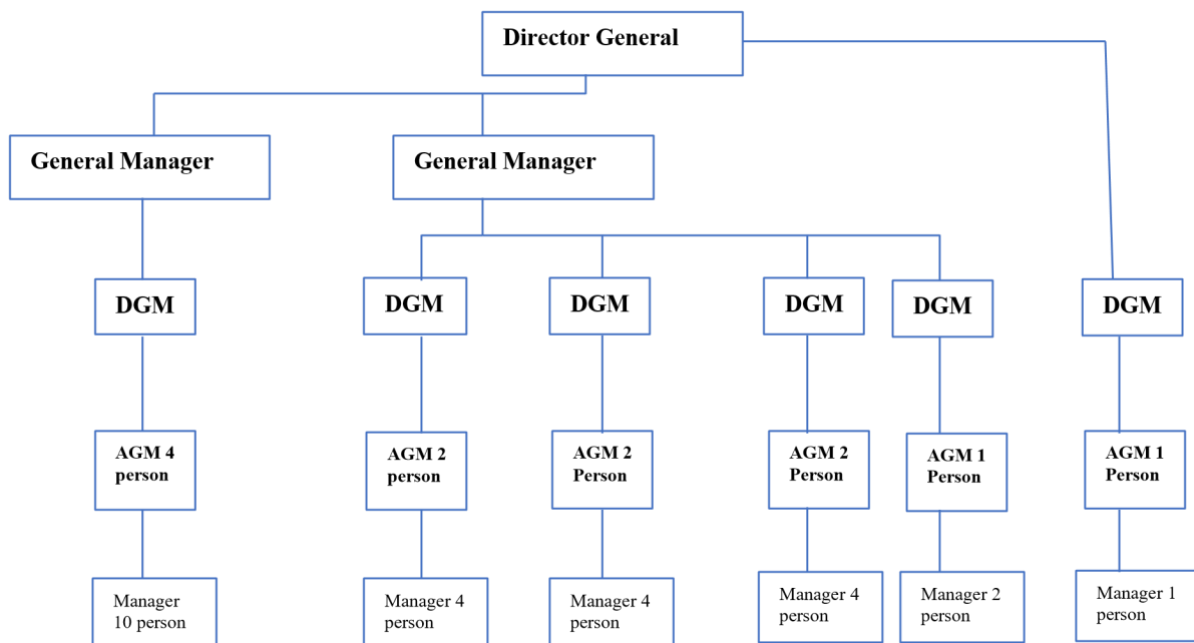 Director General
General Manager
General Manager
DGM
DGM
DGM
DGM
DGM
DGM
AGM 4
person
AGM 2
person
AGM 2
Person
AGM 2
Person
AGM 1
Person
AGM 1
Person
Manager
10 person
Manager 4
person
Manager 4
person
Manager 4
person
Manager 2
person
Manager 1
person